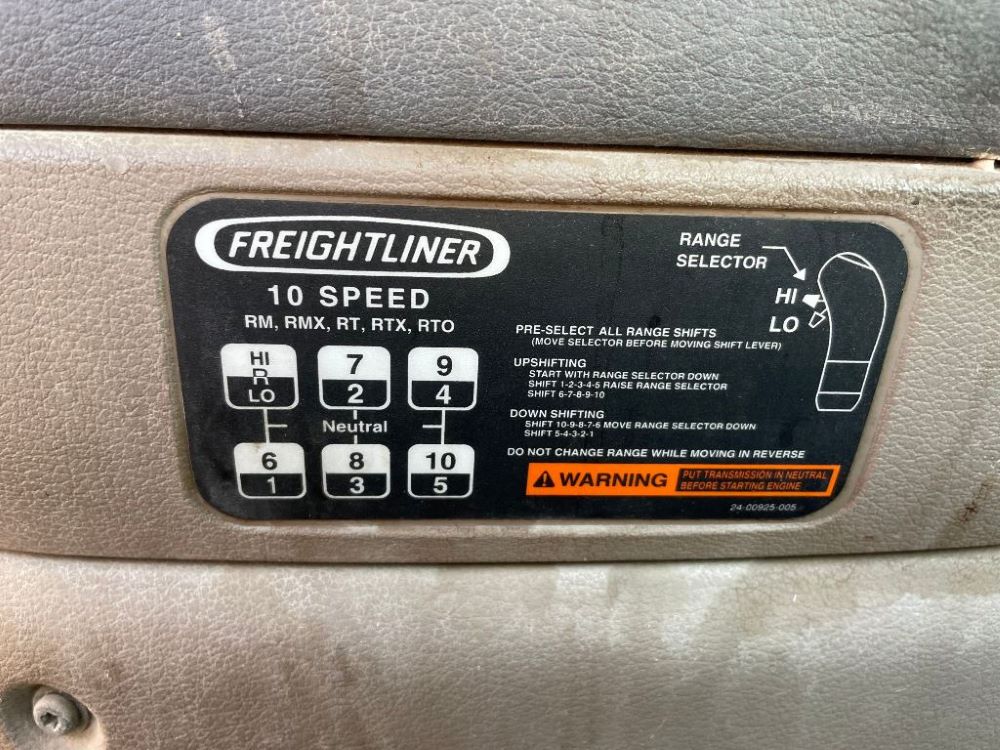 FREIGHTLINER
10 SPEED
RM, RMX, RT, RTX, RTO
HI
R
LO
7
2
9
4
Neutral
6
1
8
3
10
5
RANGE
SELECTOR
HI
LO
PRE-SELECT ALL RANGE SHIFTS
(MOVE SELECTOR BEFORE MOVING SHIFT LEVER)
UPSHIFTING
START WITH RANGE SELECTOR DOWN
SHIFT 1-2-3-4-5 RAISE RANGE SELECTOR
SHIFT 6-7-8-9-10
DOWN SHIFTING
SHIFT 10-9-8-7-6 MOVE RANGE SELECTOR DOWN
SHIFT 5-4-3-2-1
DO NOT CHANGE RANGE WHILE MOVING IN REVERSE
WARNING
PUT TRANSMISSION IN NEUTRAL
BEFORE STARTING ENGINE
24-00925-005